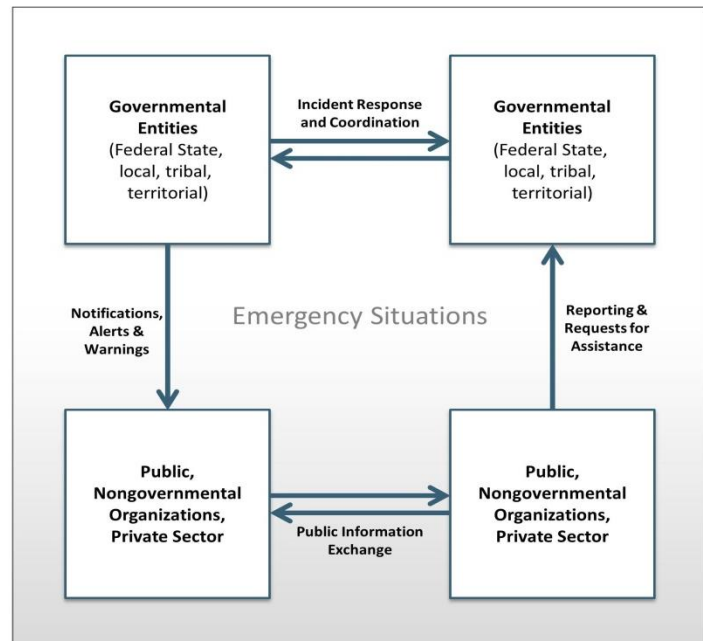 Governmental
Entities
(Federal State,
local, tribal,
territorial)
Incident Response
and Coordination
Governmental
Entities
(Federal State,
local, tribal,
territorial)
Notifications,
Alerts &
Warnings
Emergency Situations
Reporting &
Requests for
Assistance
Public,
Nongovernmental
Organizations,
Private Sector
Public Information
Exchange
Public,
Nongovernmental
Organizations,
Private Sector